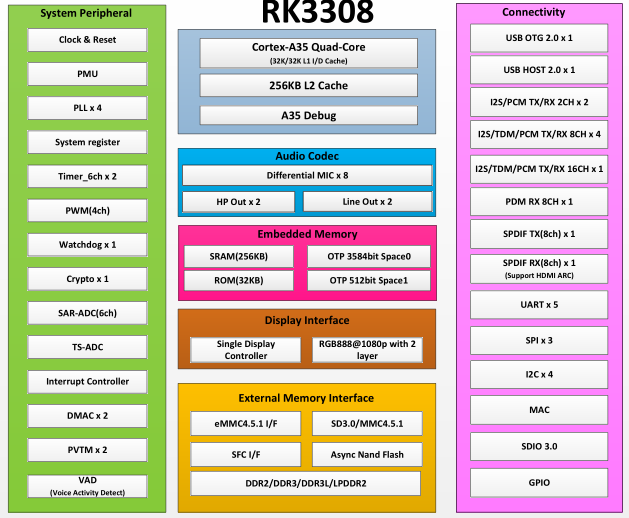 RK3308
System Peripheral
Clock & Reset
PMU
PLL x 4
System register
Timer_6ch x 2
PWM(4ch)
Watchdog x 1
Crypto x 1
SAR-ADC(6ch)
TS-ADC
Interrupt Controller
DMAC x 2
PVTM x 2
VAD
(Voice Activity Detect)
Cortex-A35 Quad-Core
(32K/32K L1 I/D Cache)
256KB L2 Cache
A35 Debug
Audio Codec
Differential MIC x 8
HP Out x 2
Line Out x 2
Embedded Memory
SRAM(256KB)
OTP 3584bit Space0
ROM(32KB)
OTP 512bit Space1
Display Interface
Single Display
Controller
RGB888@1080p with 2
layer
External Memory Interface
eMMC4.5.1 I/F
SD3.0/MMC4.5.1
SFC I/F
Async Nand Flash
DDR2/DDR3/DDR3L/LPDDR2
Connectivity
USB OTG 2.0 x 1
USB HOST 2.0 x 1
I2S/PCM TX/RX 2CH x 2
I2S/TDM/PCM TX/RX 8CH x 4
I2S/TDM/PCM TX/RX 16CH x 1
PDM RX 8CH x 1
SPDIF TX(8ch) x 1
SPDIF RX(8ch) x 1
(Support HDMI ARC)
UART x 5
SPI x 3
I2C x 4
MAC
SDIO 3.0
GPIO